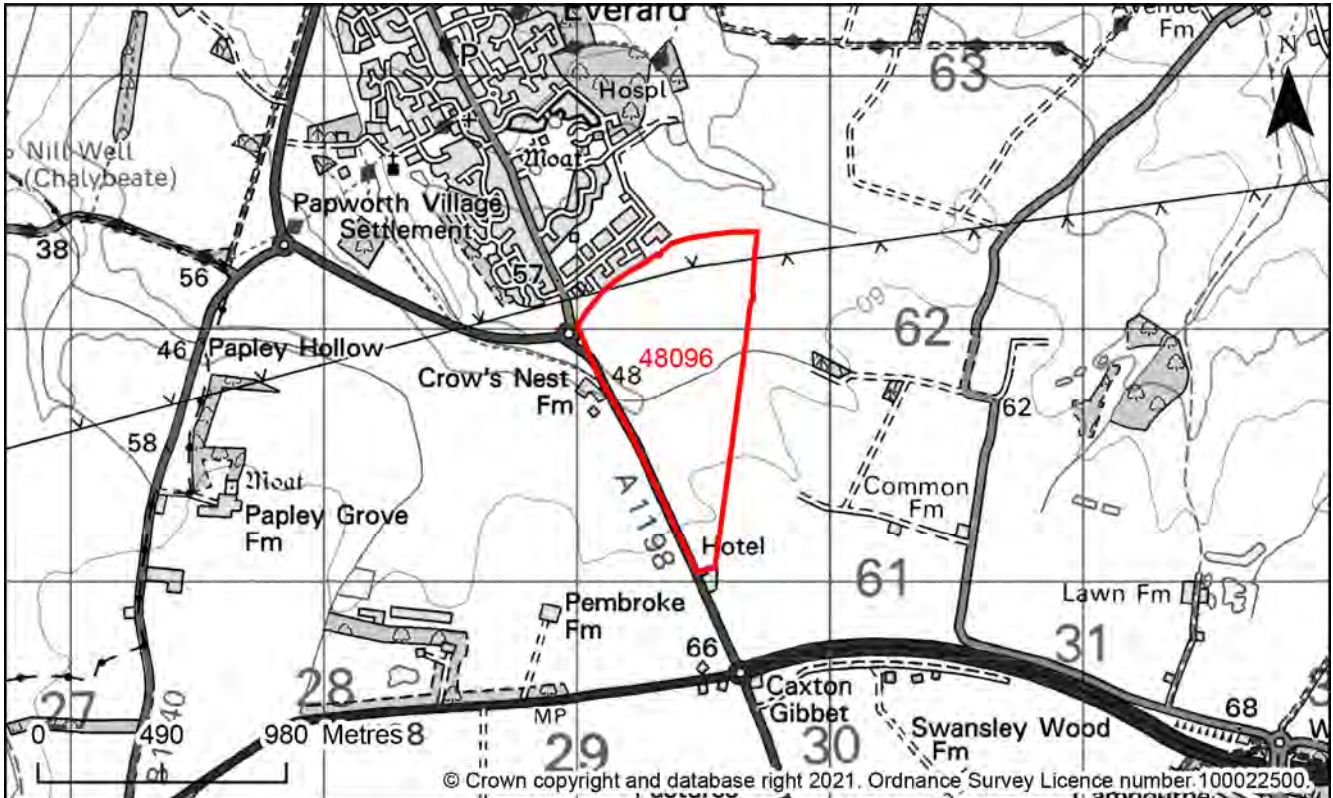 Everard
Avenue
Fm
P
63
N
Hospl
Moat
Nill Well
(Chalybeate)
Papworth Village
Settlement
38
56
57
60
62
46
Papley Hollow
48096
48
Crow's Nest
Fm
62
58
Moat
Papley Grove
Fm
A 1198
Common
Fm
Hotel
61
Lawn Fm
Pembroke
Fm
66
31
28
Caxton
Gibbet
27
MP
68
29
30
Swansley Wood
Fm
0 490 980 Metres
© Crown copyright and database right 2021. Ordnance Survey Licence number 100022500.